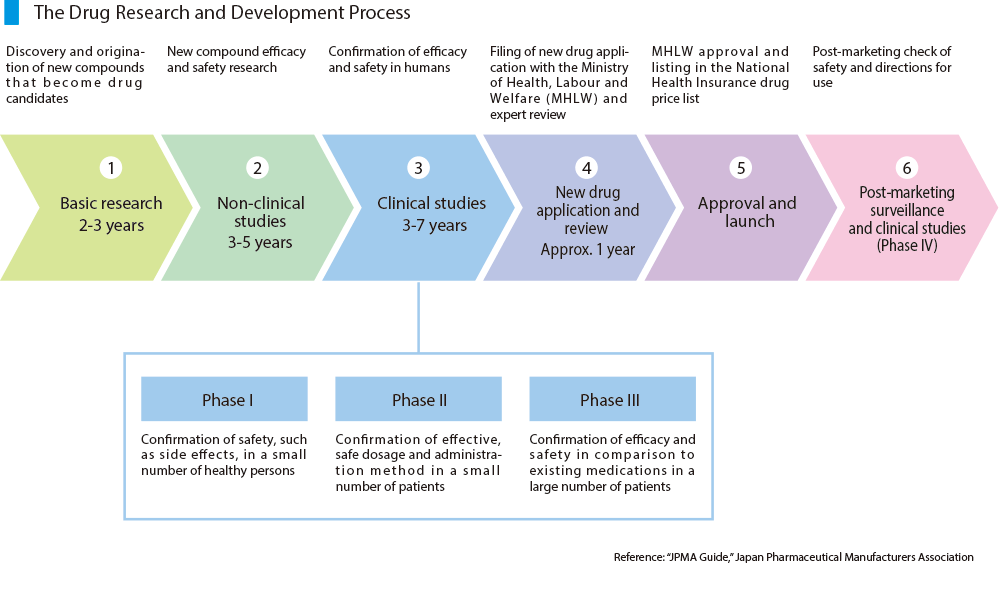 The Drug Research and Development Process
Discovery and origina-
tion of new compounds
that become drug
candidates
New compound efficacy
and safety research
Confirmation of efficacy
and safety in humans
Filing of new drug appli-
cation with the Ministry
of Health, Labour and
Welfare (MHLW) and
expert review
MHLW approval and
listing in the National
Health Insurance drug
price list
Post-marketing check of
safety and directions for
use
1
Basic research
2-3 years
2
Non-clinical
studies
3-5 years
3
Clinical studies
3-7 years
4
New drug
application and
review
Approx. 1 year
5
Approval and
launch
6
Post-marketing
surveillance
and clinical studies
(Phase IV)
Phase I
Confirmation of safety, such
as side effects, in a small
number of healthy persons
Phase II
Confirmation of effective,
safe dosage and administra-
tion method in a small
number of patients
Phase III
Confirmation of efficacy and
safety in comparison to
existing medications in a
large number of patients
Reference: “JPMA Guide,” Japan Pharmaceutical Manufacturers Association